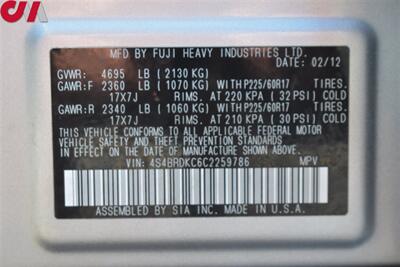 MFD BY FUJI HEAVY INDUSTRIES LTD.
DATE: 02/12
GVWR: 4695 LB (2130 KG)
GAWR:F 2360 LB (1070 KG) WITH P225/60R17 TIRES.
17X7J RIMS. AT 220 KPA (32 PSI) COLD
GAWR:R 2340 LB (1060 KG) WITH P225/60R17 TIRES.
17X7J RIMS. AT 210 KPA (30 PSI) COLD
THIS VEHICLE CONFORMS TO ALL APPLICABLE
FEDERAL MOTOR VEHICLE SAFETY STANDARDS
IN EFFECT ON THE DATE OF MANUFACTURE
SHOWN ABOVE.
VIN: 4S4BRDKC6C2259786 MPV
ASSEMBLED BY SIA INC. MADE IN U.S.A.